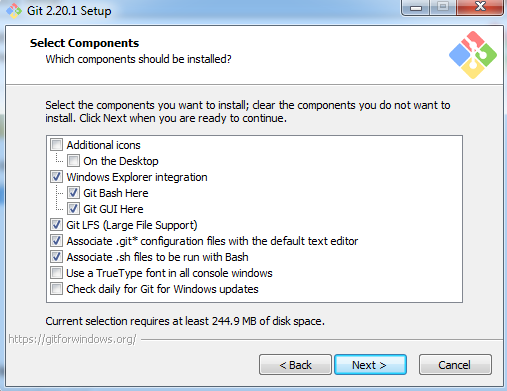 Git 2.20.1 Setup
Select Components
Which components should be installed?
Select the components you want to install; clear the components you do not want to
install. Click Next when you are ready to continue.
Additional icons
On the Desktop
Windows Explorer integration
Git Bash Here
Git GUI Here
Git LFS (Large File Support)
Associate .git* configuration files with the default text editor
Associate .sh files to be run with Bash
Use a TrueType font in all console windows
Check daily for Git for Windows updates
Current selection requires at least 244.9 MB of disk space.
https://gitforwindows.org/
< Back
Next >
Cancel